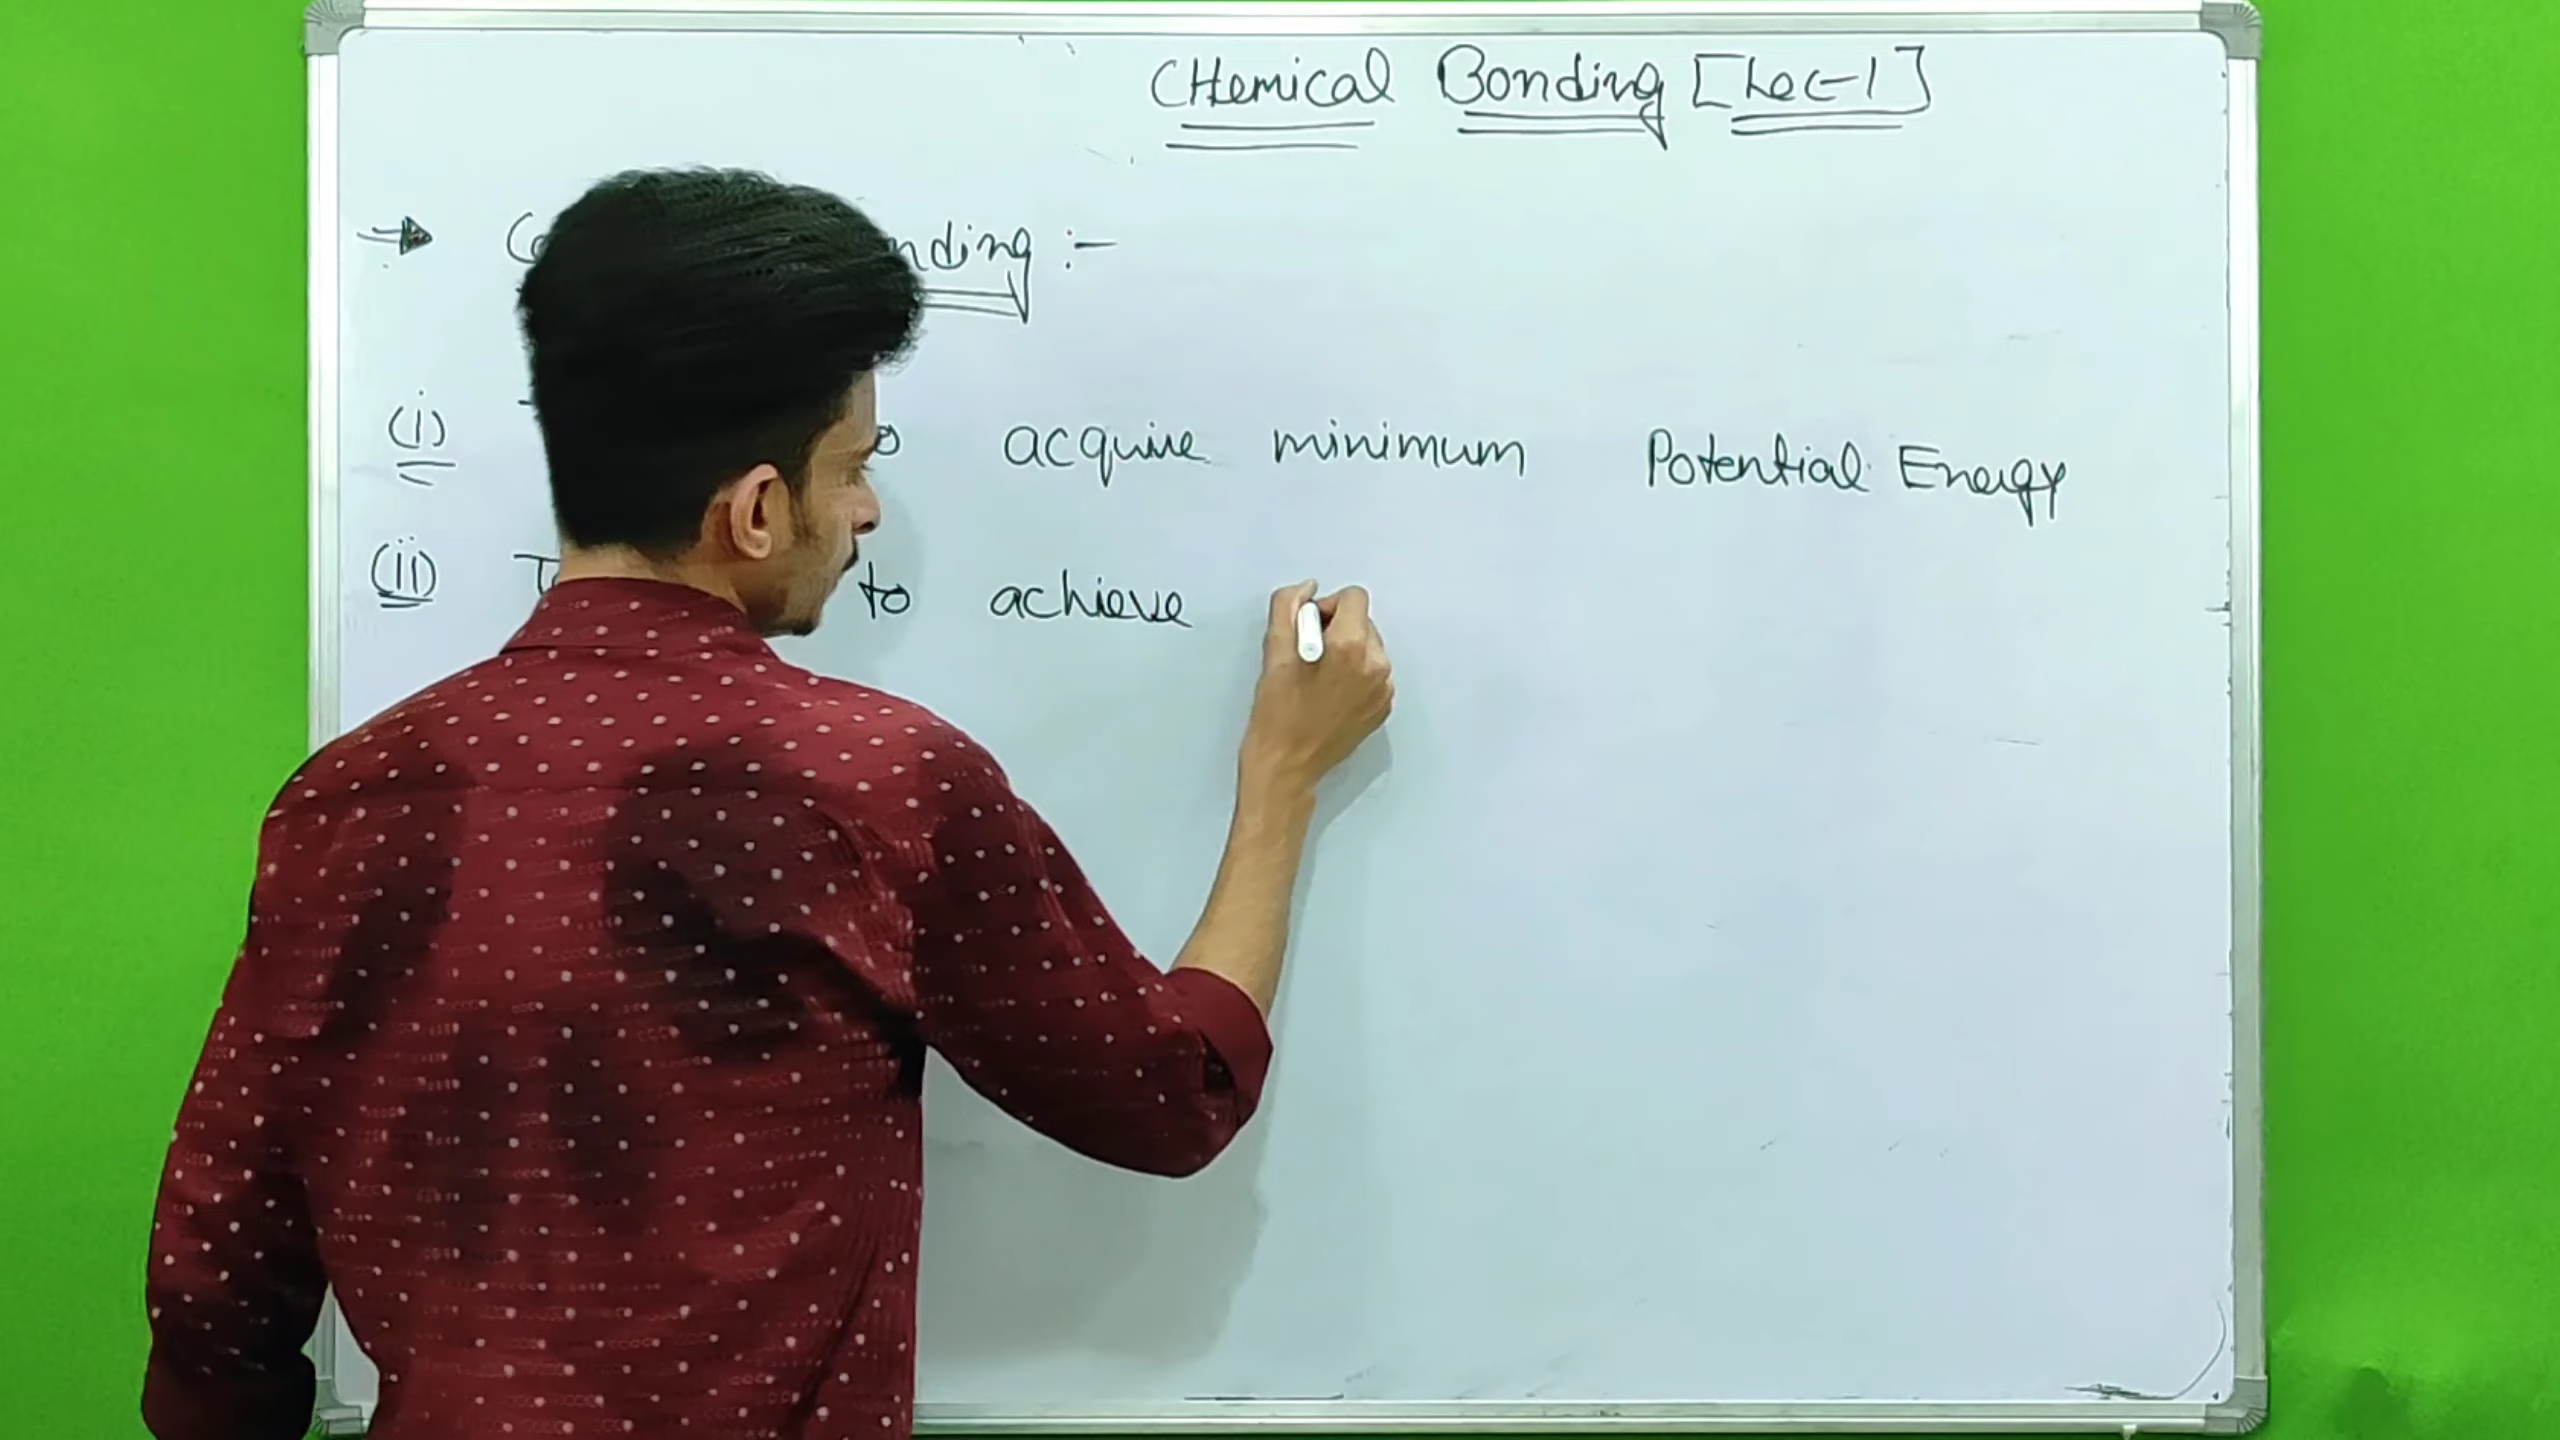 CHemical Bonding [Lec-1]
nding :-
(i) acquire minimum Potential Energy
(ii) to achieve